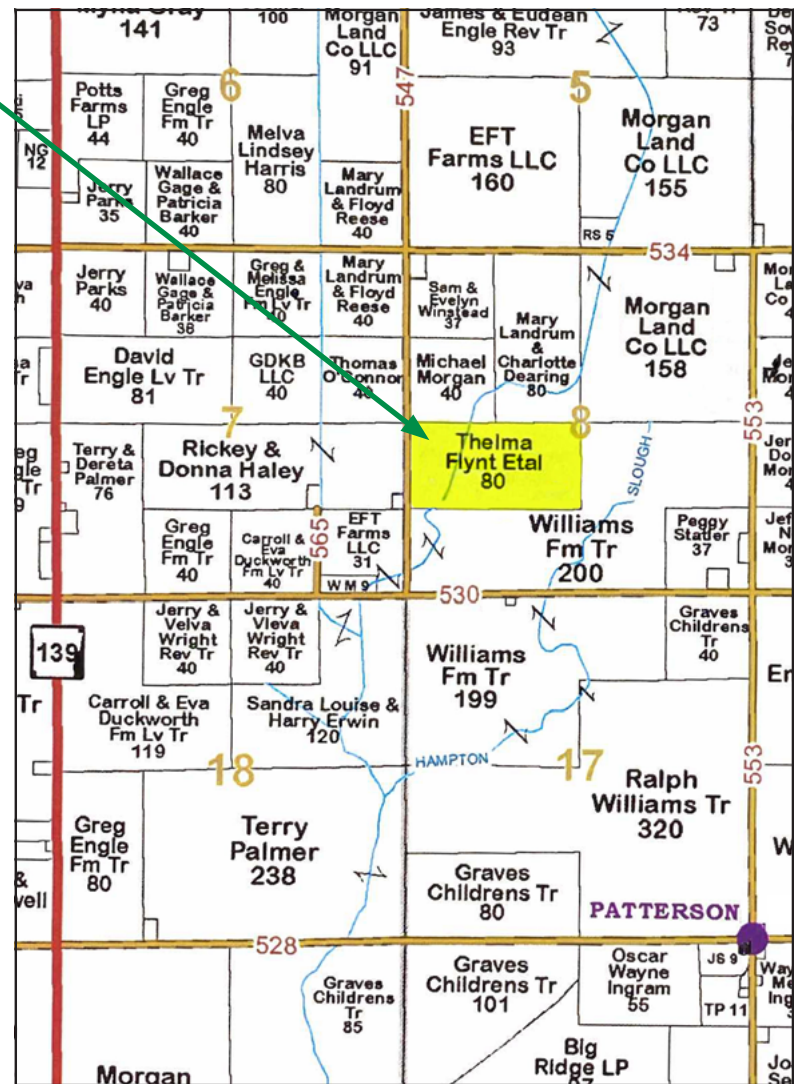 141
100
Morgan
Land
Co LLC
91
James & Eudean
Engle Rev Tr
93
73
6
547
5
Potts
Farms
LP
44
Greg
Engle
Fm Tr
40
NG
12
Melva
Lindsey
Harris
80
EFT
Farms LLC
160
Morgan
Land
Co LLC
155
Jerry
Parks
35
Wallace
Gage &
Patricia
Barker
40
Mary
Landrum
& Floyd
Reese
40
RS 5
534
Jerry
Parks
40
Wallace
Gage &
Patricia
Barker
38
Greg &
Melissa
Engle
Fm Lv Tr
40
Mary
Landrum
& Floyd
Reese
40
Sam &
Evelyn
Winstead
37
Mary
Landrum
&
Charlotte
Dearing
80
Morgan
Land
Co LLC
158
David
Engle Lv Tr
81
GDKB
LLC
40
Thomas
O'Connor
40
Michael
Morgan
40
553
7
8
Terry &
Dereta
Palmer
76
Rickey &
Donna Haley
113
Thelma
Flynt Etal
80
SLOUGH
Greg
Engle
Fm Tr
40
Carroll &
Eva
Duckworth
Fm Lv Tr
40
565
EFT
Farms
LLC
31
W M 9
Williams
Fm Tr
200
Peggy
Statler
37
530
139
Jerry &
Velva
Wright
Rev Tr
40
Jerry &
Vleva
Wright
Rev Tr
40
Williams
Fm Tr
199
Graves
Childrens
Tr
40
Tr
Carroll & Eva
Duckworth
Fm Lv Tr
119
Sandra Louise &
Harry Erwin
120
HAMPTON
18
17
553
Greg
Engle
Fm Tr
80
Terry
Palmer
238
Ralph
Williams Tr
320
Graves
Childrens Tr
80
PATTERSON
528
Graves
Childrens
Tr
85
Graves
Childrens Tr
101
Oscar
Wayne
Ingram
55
JS 9
TP 11
Morgan
Big
Ridge LP